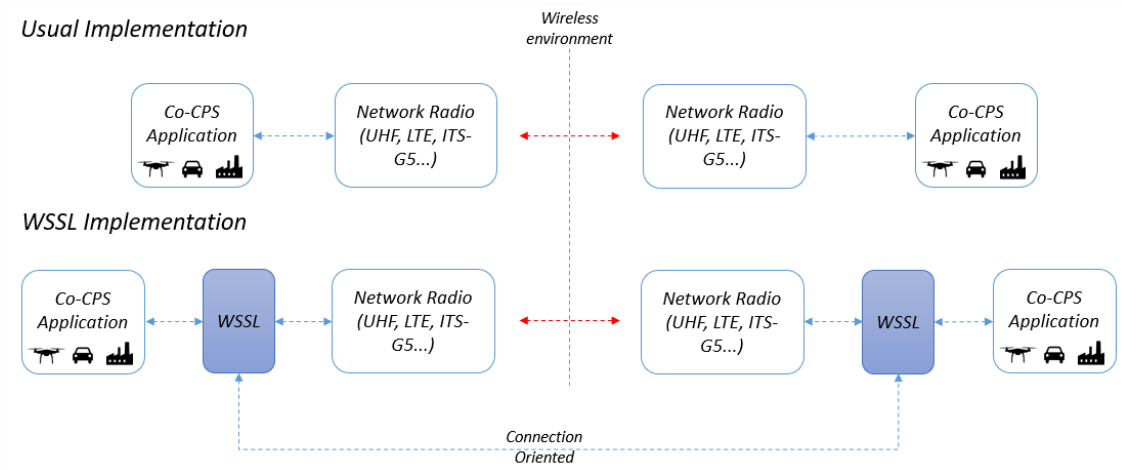 Usual Implementation
Wireless
environment
Co-CPS
Application
Network Radio
(UHF, LTE, ITS-
G5...)
Network Radio
(UHF, LTE, ITS-
G5...)
Co-CPS
Application
WSSL Implementation
Co-CPS
Application
WSSL
Network Radio
(UHF, LTE, ITS-
G5...)
Network Radio
(UHF, LTE, ITS-
G5...)
WSSL
Co-CPS
Application
Connection
Oriented